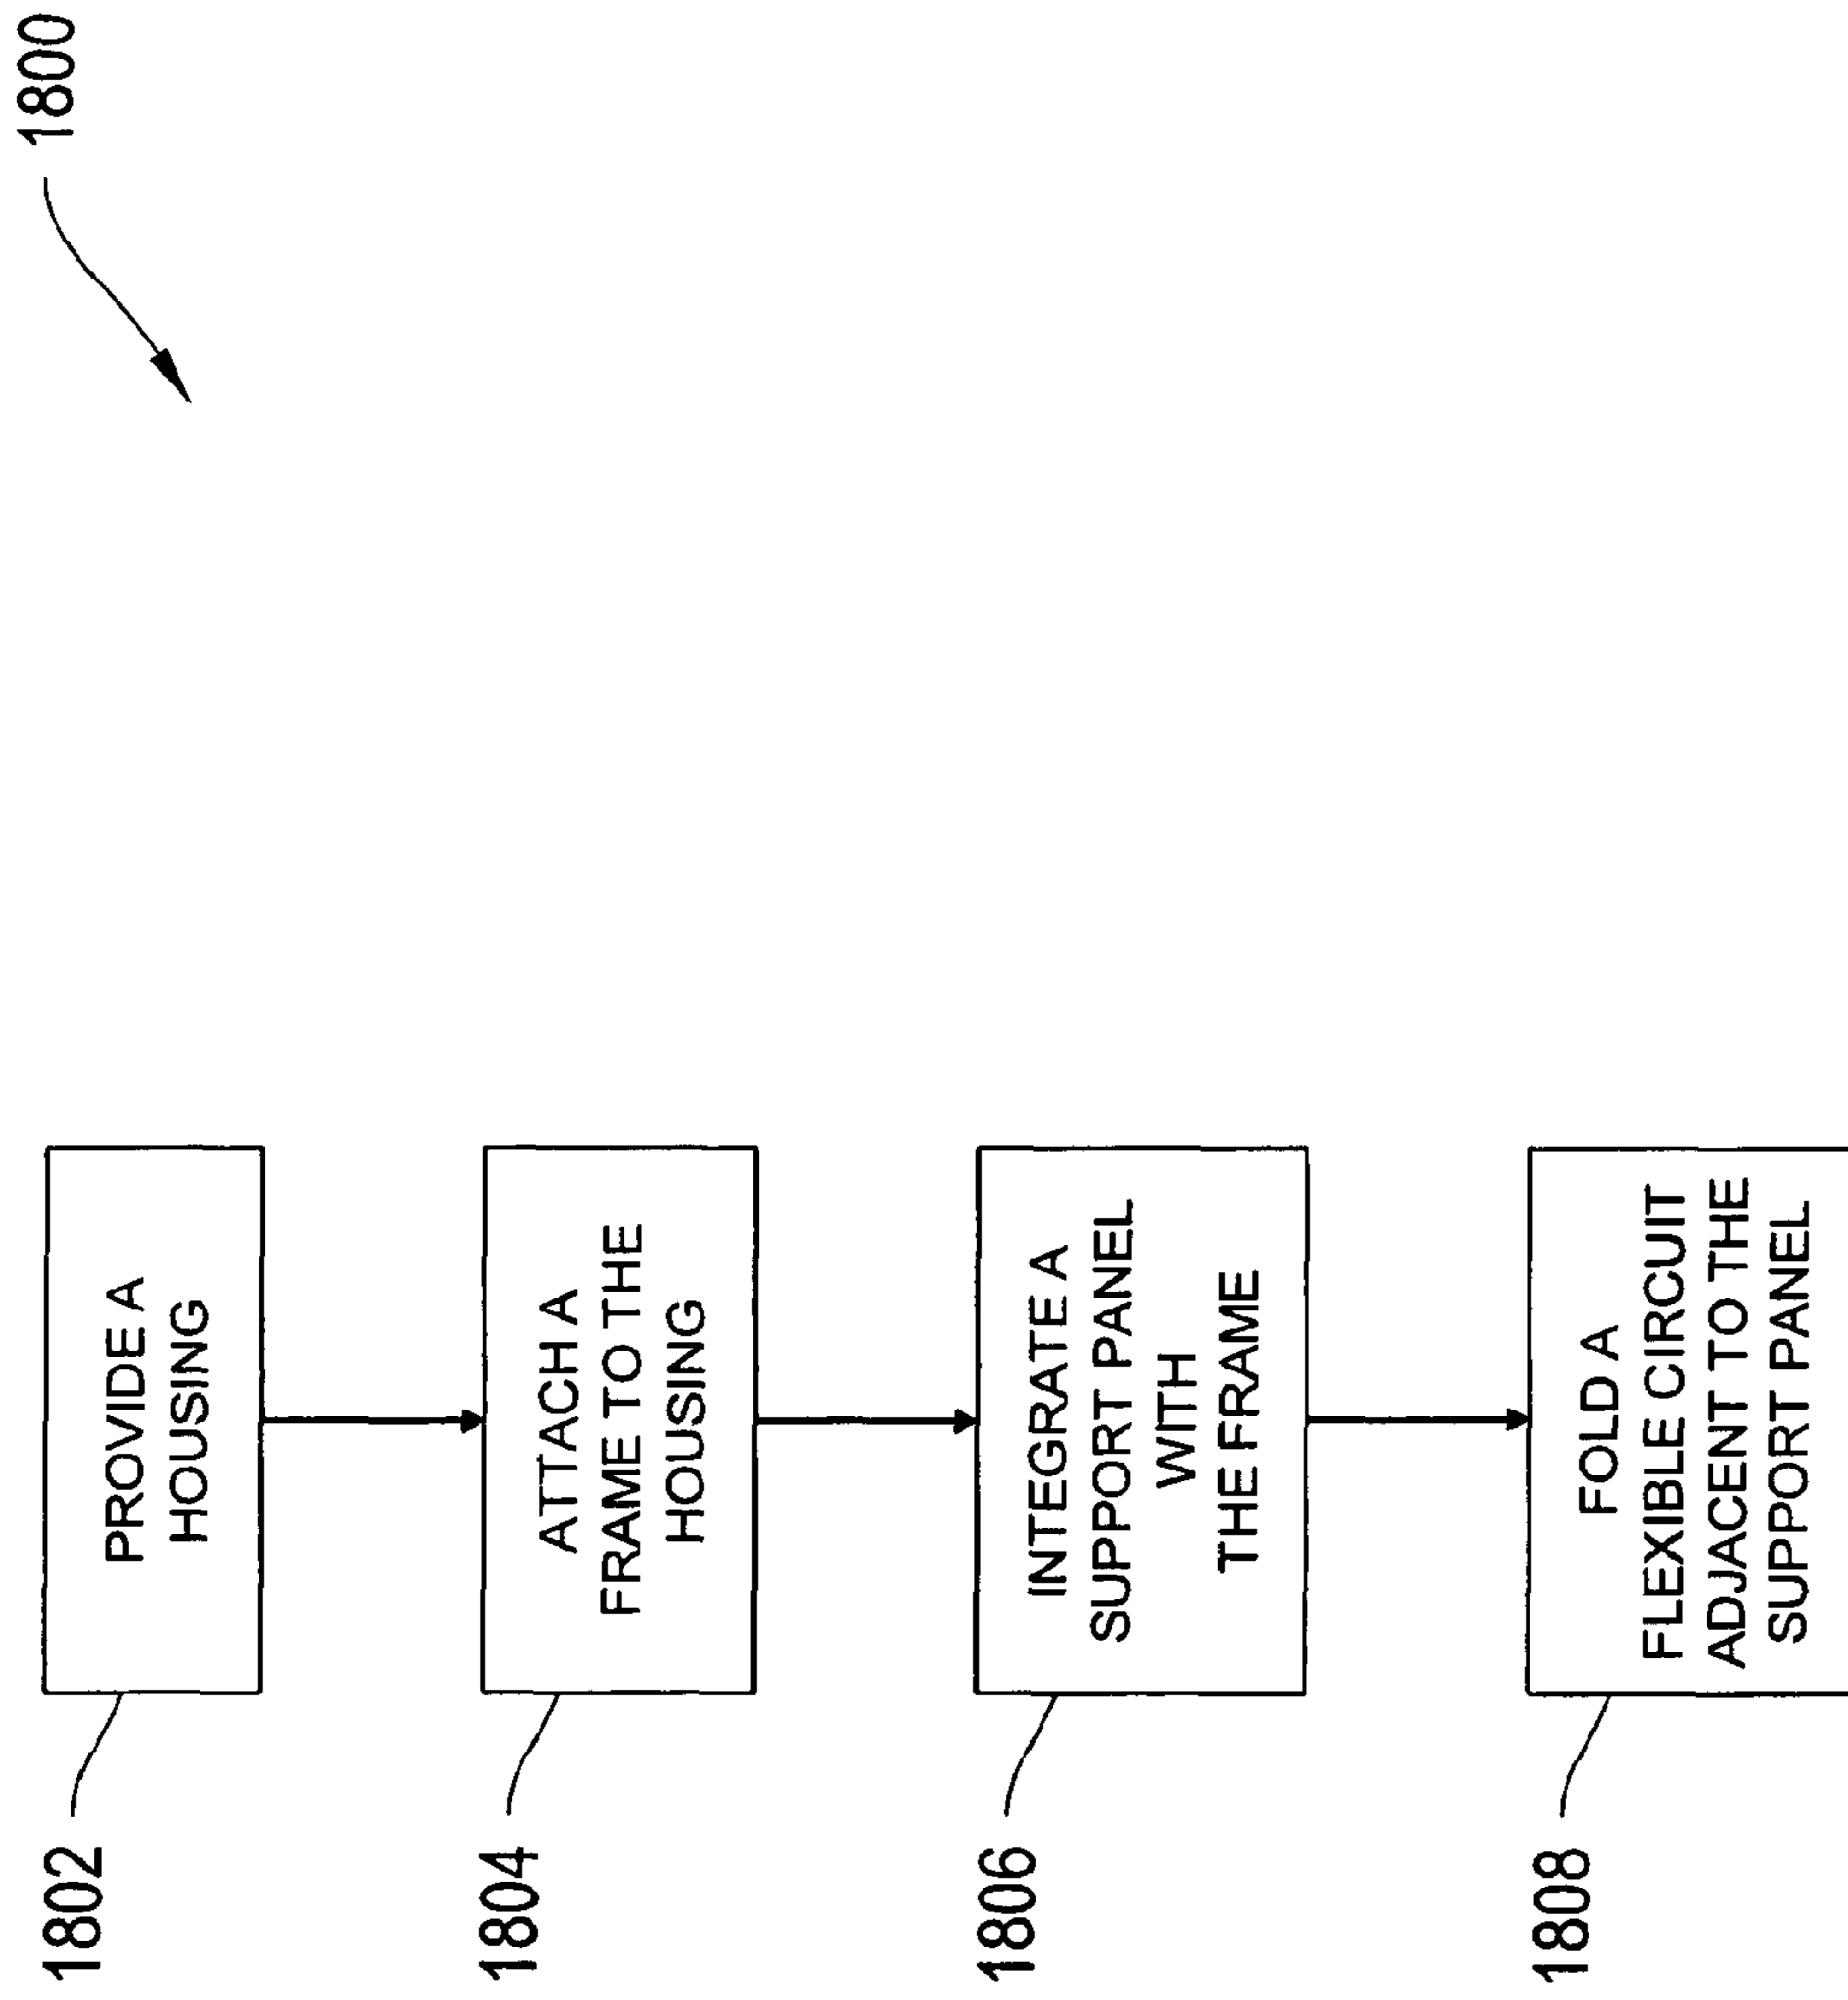 1800
1802
PROVIDE A
HOUSING
1804
ATTACH A
FRAME TO THE
HOUSING
1806
INTEGRATE A
SUPPORT PANEL
WITH
THE FRAME
1808
FOLD A
FLEXIBLE CIRCUIT
ADJACENT TO THE
SUPPORT PANEL